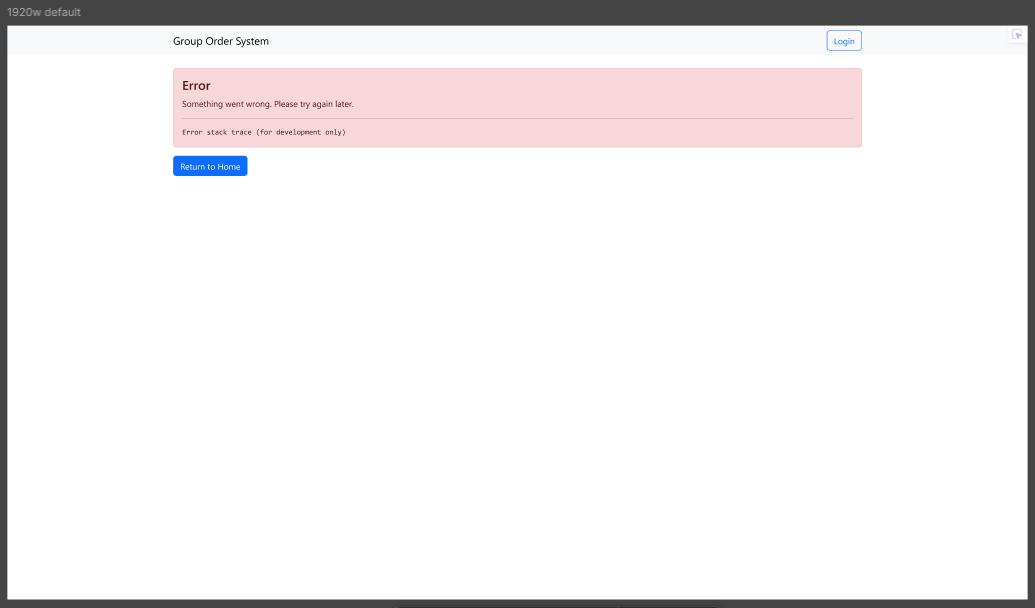 1920w default
Group Order System
Login
Error
Something went wrong. Please try again later.
Error stack trace (for development only)
Return to Home